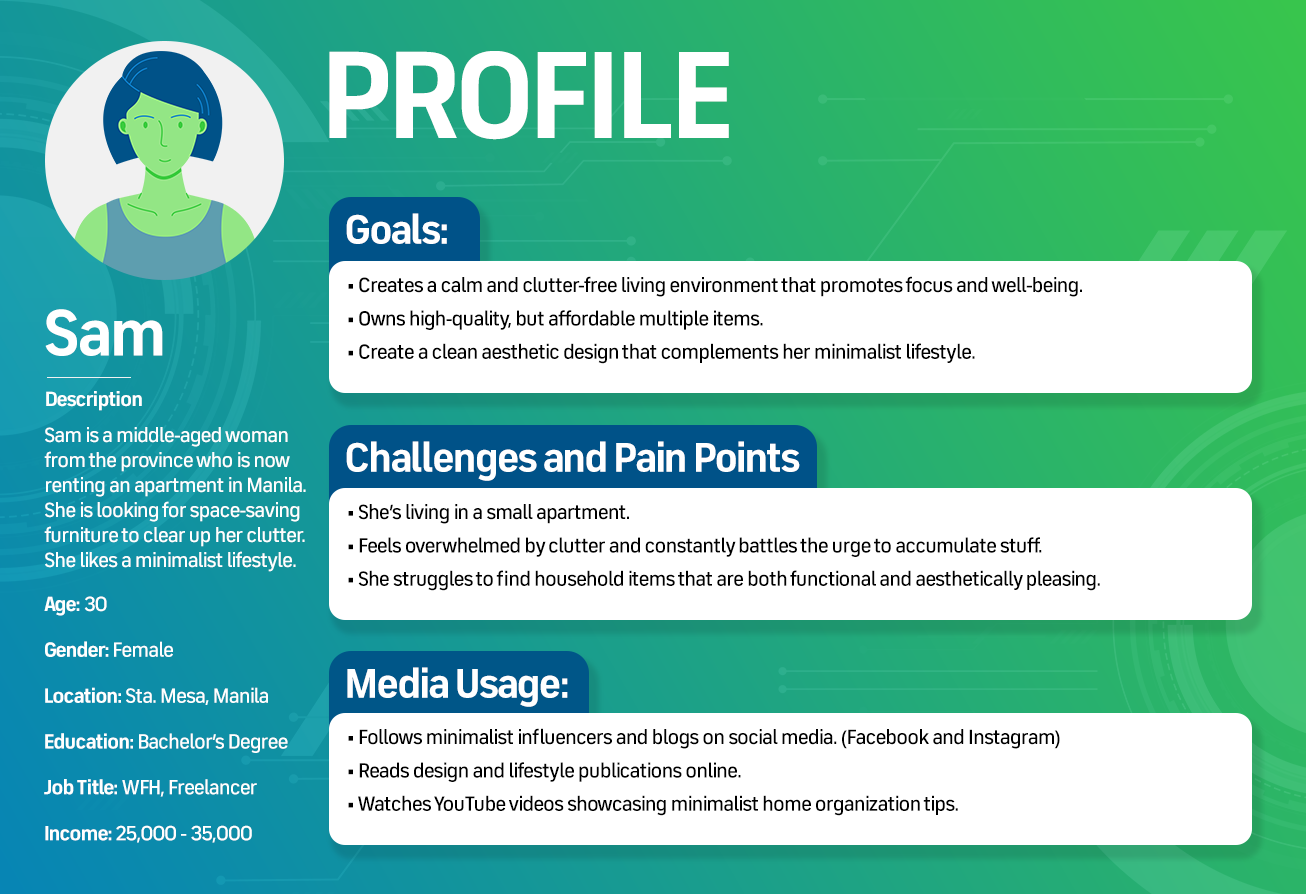 PROFILE
Sam
Description
Sam is a middle-aged woman
from the province who is now
renting an apartment in Manila.
She is looking for space-saving
furniture to clear up her clutter.
She likes a minimalist lifestyle.
Age: 30
Gender: Female
Location: Sta. Mesa, Manila
Education: Bachelor's Degree
Job Title: WFH, Freelancer
Income: 25,000 - 35,000
Goals:
▪ Creates a calm and clutter-free living environment that promotes focus and well-being.
▪ Owns high-quality, but affordable multiple items.
▪ Create a clean aesthetic design that complements her minimalist lifestyle.
Challenges and Pain Points
▪ She's living in a small apartment.
▪ Feels overwhelmed by clutter and constantly battles the urge to accumulate stuff.
▪ She struggles to find household items that are both functional and aesthetically pleasing.
Media Usage:
▪ Follows minimalist influencers and blogs on social media. (Facebook and Instagram)
▪ Reads design and lifestyle publications online.
▪ Watches YouTube videos showcasing minimalist home organization tips.